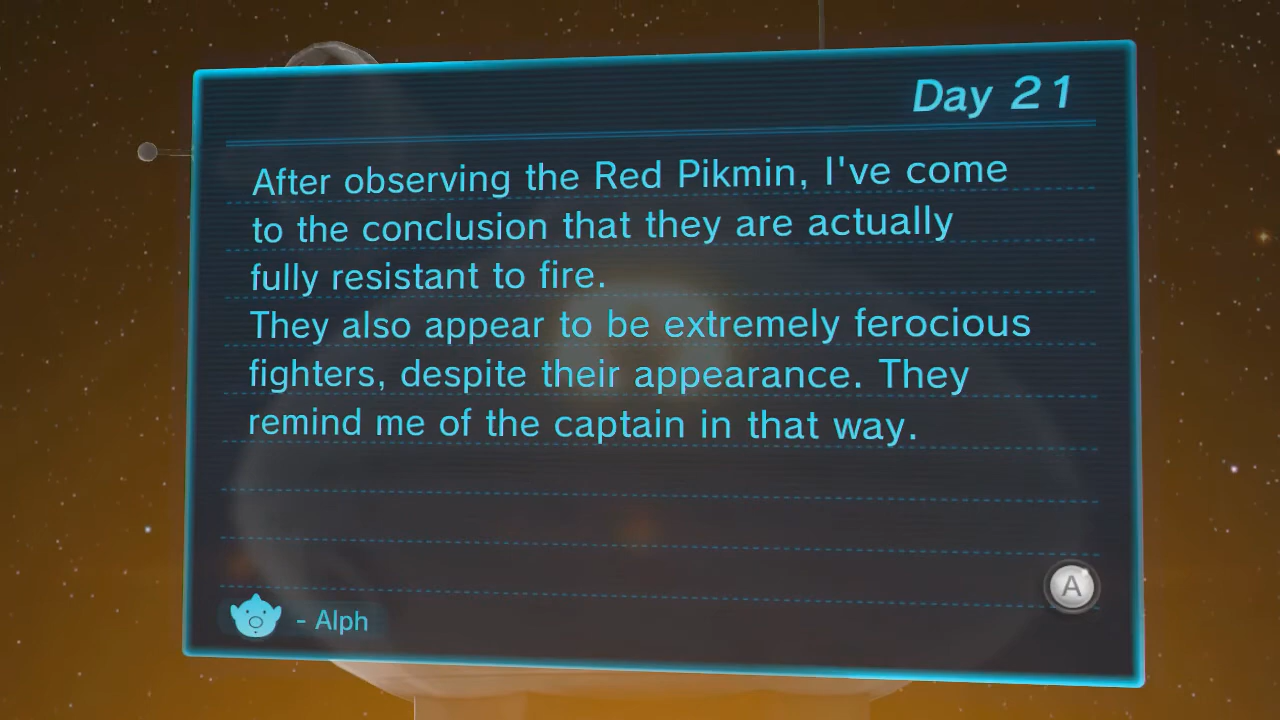 Day 21
After observing the Red Pikmin, I've come
to the conclusion that they are actually
fully resistant to fire.
They also appear to be extremely ferocious
fighters, despite their appearance. They
remind me of the captain in that way.
A
- Alph